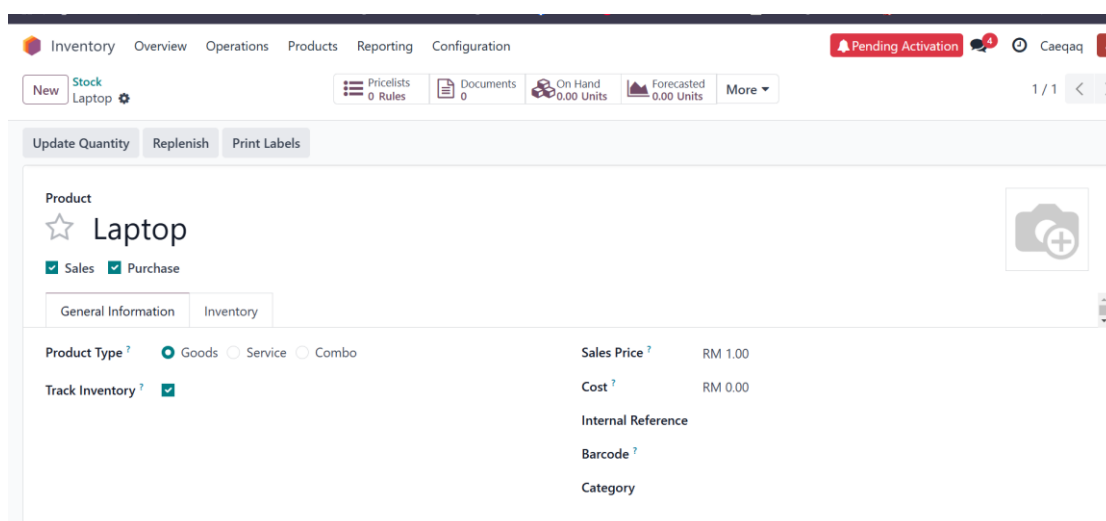 Inventory Overview Operations Products Reporting Configuration Pending Activation 4 Caeqaq
New Stock Laptop Pricelists 0 Rules Documents 0 On Hand 0.00 Units Forecasted 0.00 Units More 1 / 1
Update Quantity Replenish Print Labels
Product
Laptop
Sales Purchase
General Information Inventory
Product Type ? Goods Service Combo Sales Price ? RM 1.00
Track Inventory ? Cost ? RM 0.00
Internal Reference
Barcode ?
Category